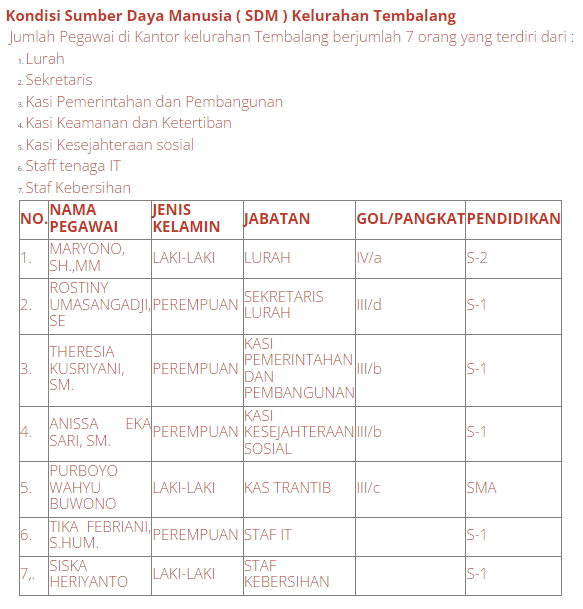 Kondisi Sumber Daya Manusia ( SDM ) Kelurahan Tembalang
Jumlah Pegawai di Kantor kelurahan Tembalang berjumlah 7 orang yang terdiri dari :
1. Lurah
2. Sekretaris
3. Kasi Pemerintahan dan Pembangunan
4. Kasi Keamanan dan Ketertiban
5. Kasi Kesejahteraan sosial
6. Staff tenaga IT
7. Staf Kebersihan
NO. NAMA PEGAWAI JENIS KELAMIN JABATAN GOL/PANGKAT PENDIDIKAN
1. MARYONO, SH.,MM LAKI-LAKI LURAH IV/a S-2
2. ROSTINY UMASANGADJI, SE PEREMPUAN SEKRETARIS LURAH III/d S-1
3. THERESIA KUSRIYANI, SM. PEREMPUAN KASI PEMERINTAHAN DAN PEMBANGUNAN III/b S-1
4. ANISSA EKA SARI, SM. PEREMPUAN KASI KESEJAHTERAAN SOSIAL III/b S-1
5. PURBOYO WAHYU BUWONO LAKI-LAKI KAS TRANTIB III/c SMA
6. TIKA FEBRIANI, S.HUM. PEREMPUAN STAF IT S-1
7,. SISKA HERIYANTO LAKI-LAKI STAF KEBERSIHAN S-1